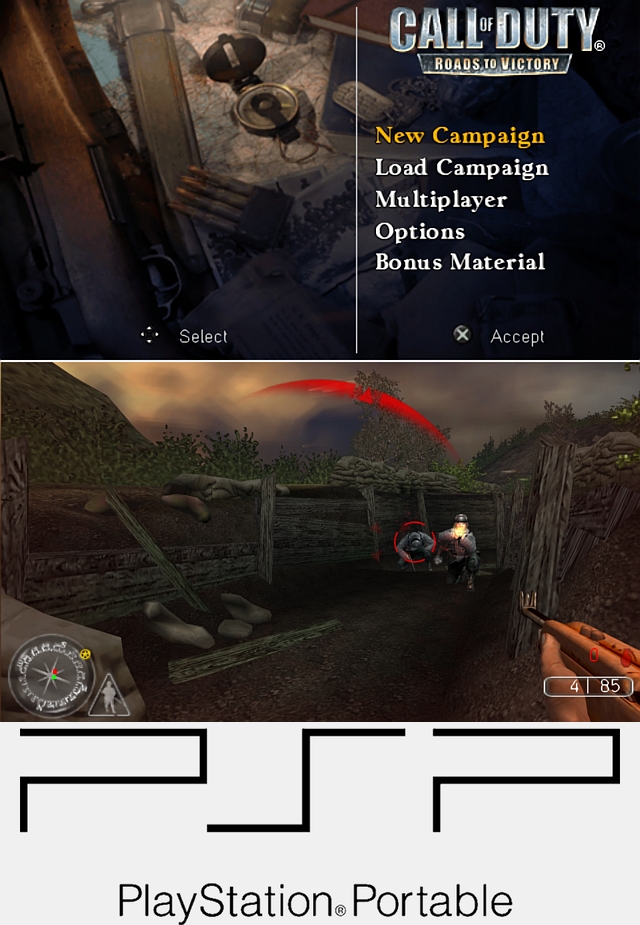 CALL OF DUTY®
ROADS TO VICTORY
New Campaign
Load Campaign
Multiplayer
Options
Bonus Material
Select
Accept
4 | 85
PSP
PlayStation®Portable